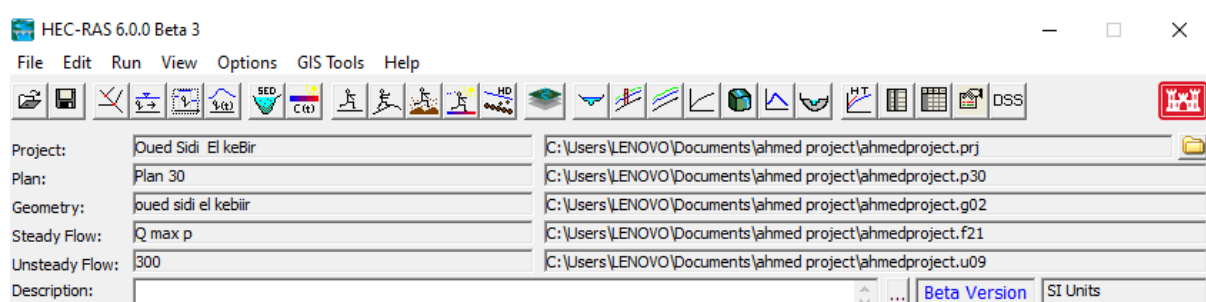 HEC-RAS 6.0.0 Beta 3
File Edit Run View Options GIS Tools Help
SED C(t) HD HT DSS
Project: Oued Sidi El keBir C:\Users\LENOVO\Documents\ahmed project\ahmedproject.prj
Plan: Plan 30 C:\Users\LENOVO\Documents\ahmed project\ahmedproject.p30
Geometry: oued sidi el kebiir C:\Users\LENOVO\Documents\ahmed project\ahmedproject.g02
Steady Flow: Q max p C:\Users\LENOVO\Documents\ahmed project\ahmedproject.f21
Unsteady Flow: 300 C:\Users\LENOVO\Documents\ahmed project\ahmedproject.u09
Description: ... Beta Version SI Units